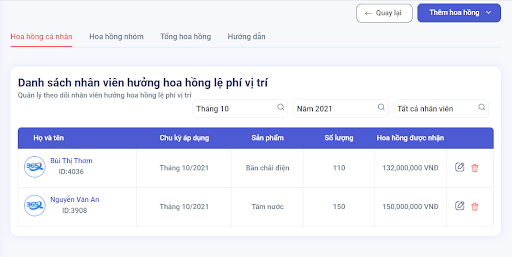 ← Quay lại
Thêm hoa hồng
Hoa hồng cá nhân
Hoa hồng nhóm
Tổng hoa hồng
Hướng dẫn
Danh sách nhân viên hưởng hoa hồng lệ phí vị trí
Quản lý theo dõi nhân viên hưởng hoa hồng lệ phí vị trí
Tháng 10
Năm 2021
Tất cả nhân viên
Họ và tên
Chu kỳ áp dụng
Sản phẩm
Số lượng
Hoa hồng được nhận
365
Bùi Thị Thơm
ID:4036
Tháng 10/2021
Bàn chải điện
110
132,000,000 VNĐ
365
Nguyễn Văn An
ID:3908
Tháng 10/2021
Tăm nước
150
150,000,000 VNĐ